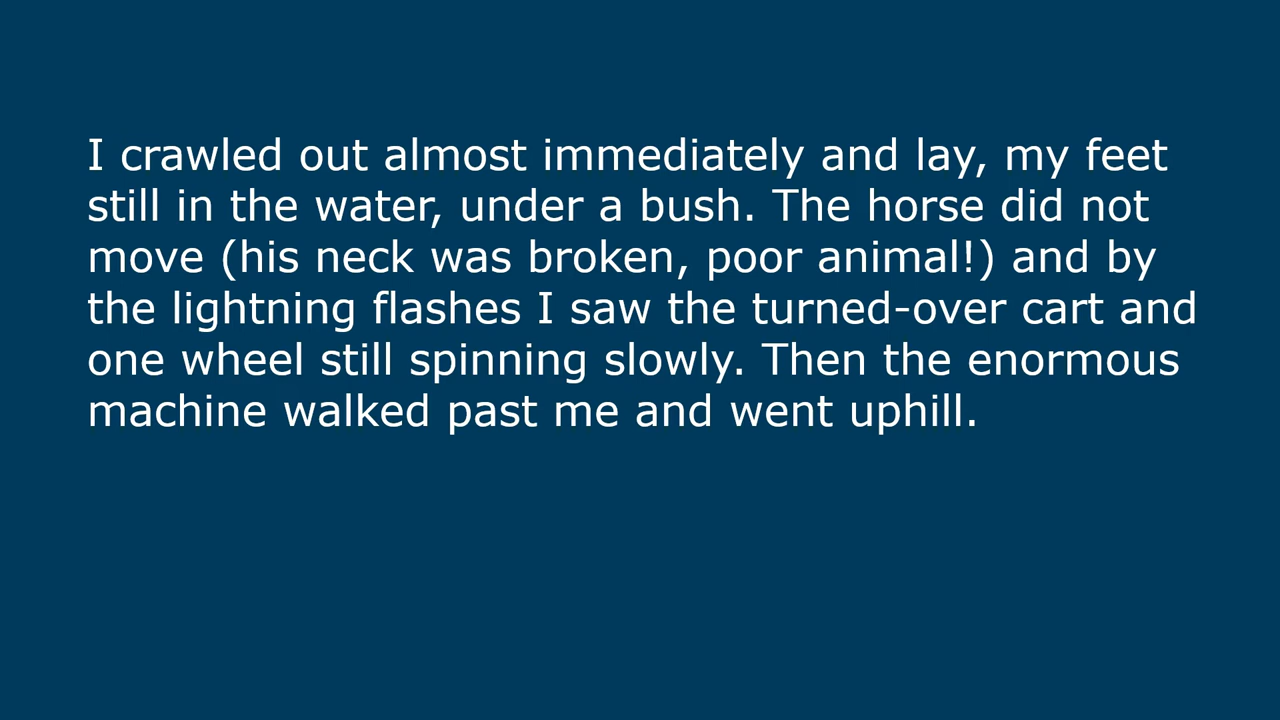 I crawled out almost immediately and lay, my feet
still in the water, under a bush. The horse did not
move (his neck was broken, poor animal!) and by
the lightning flashes I saw the turned-over cart and
one wheel still spinning slowly. Then the enormous
machine walked past me and went uphill.